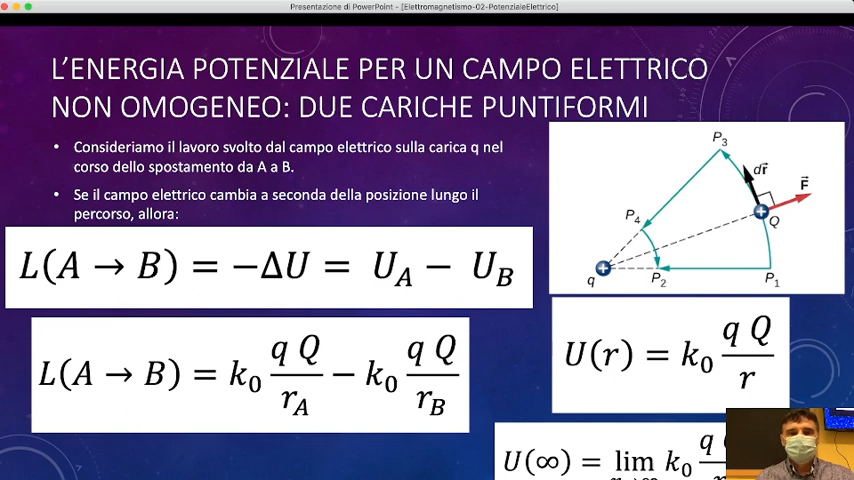 Presentazione di PowerPoint - [Elettromagnetismo-02-PotenzialeElettrico]
L'ENERGIA POTENZIALE PER UN CAMPO ELETTRICO
NON OMOGENEO: DUE CARICHE PUNTIFORMI
• Consideriamo il lavoro svolto dal campo elettrico sulla carica q nel
corso dello spostamento da A a B.
• Se il campo elettrico cambia a seconda della posizione lungo il
percorso, allora:
L(A → B) = −ΔU = U_A − U_B
L(A → B) = k₀ q Q / r_A − k₀ q Q / r_B
P₃
dr⃗
F⃗
Q
P₄
q
P₂
P₁
U(r) = k₀ q Q / r
U(∞) = lim k₀ q